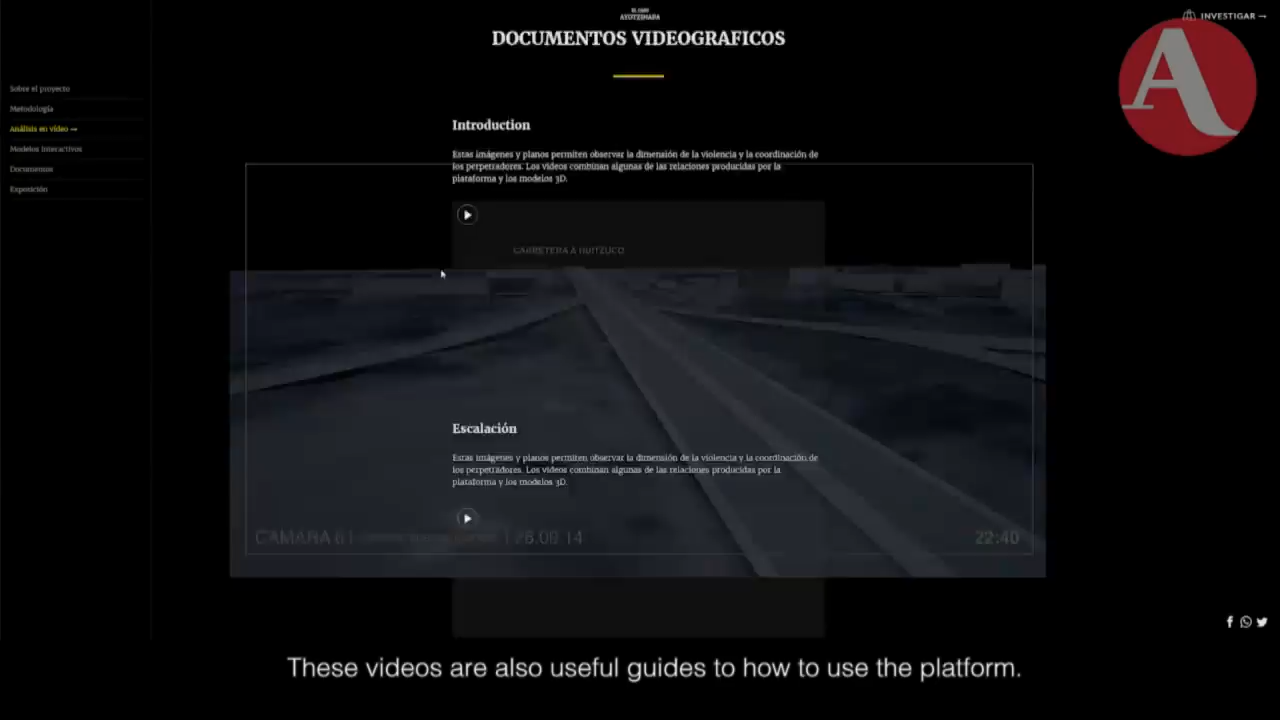 EL CASO
AYOTZINAPA
INVESTIGAR →
DOCUMENTOS VIDEOGRAFICOS
A
Sobre el proyecto
Metodología
Análisis en vídeo →
Modelos interactivos
Documentos
Exposición
Introduction
Estas imágenes y planos permiten observar la dimensión de la violencia y la coordinación de
los perpetradores. Los videos combinan algunas de las relaciones producidas por la
plataforma y los modelos 3D.
CARRETERA A HUITZUCO
Escalación
Estas imágenes y planos permiten observar la dimensión de la violencia y la coordinación de
los perpetradores. Los videos combinan algunas de las relaciones producidas por la
plataforma y los modelos 3D.
CAMARA 01
| 26.09.14
22:40
These videos are also useful guides to how to use the platform.